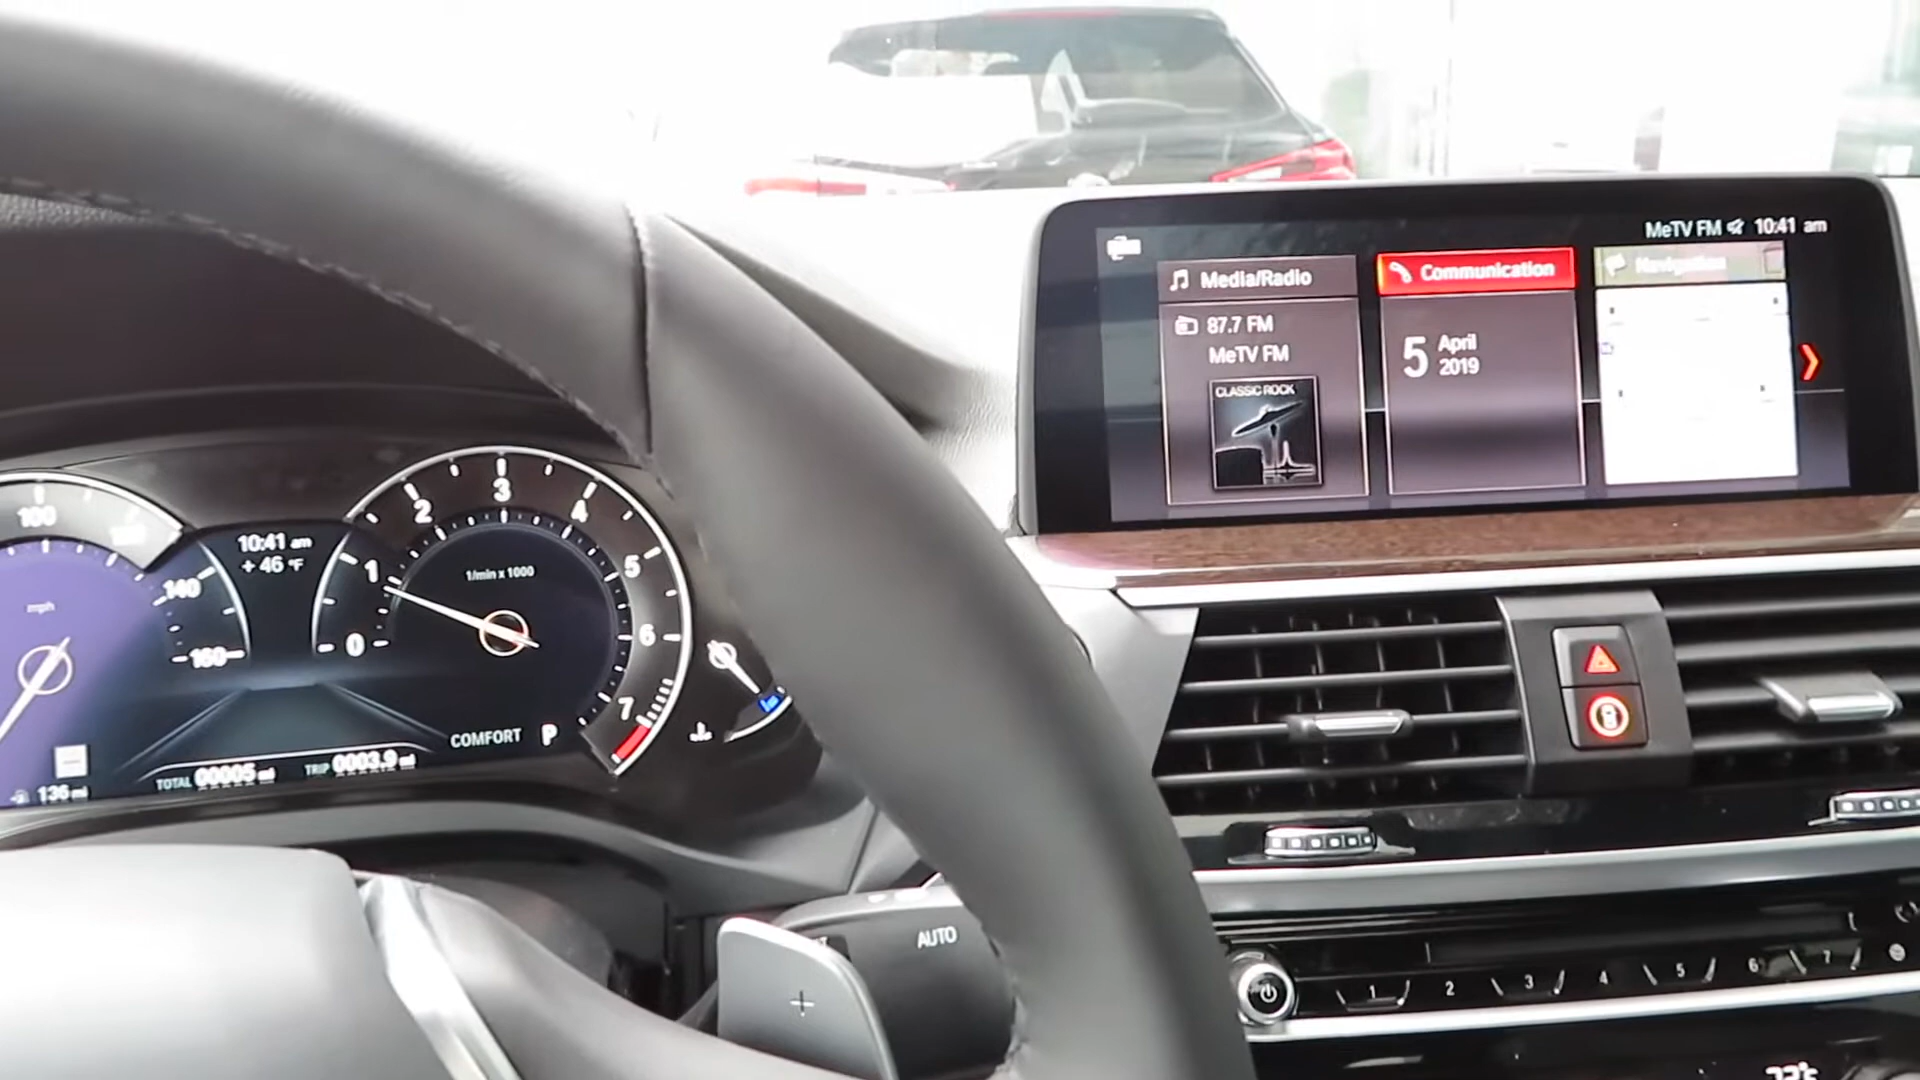 MeTV FM 10:41 am
Media/Radio
87.7 FM
MeTV FM
CLASSIC ROCK
Communication
5 April
2019
Navigation
100
140
160
mph
10:41 am
+ 46 °F
0
1
2
3
4
5
6
7
1/min x 1000
COMFORT P
TOTAL 00005 mi TRIP 0003.9 mi
136 mi
AUTO
+
1 2 3 4 5 6 7